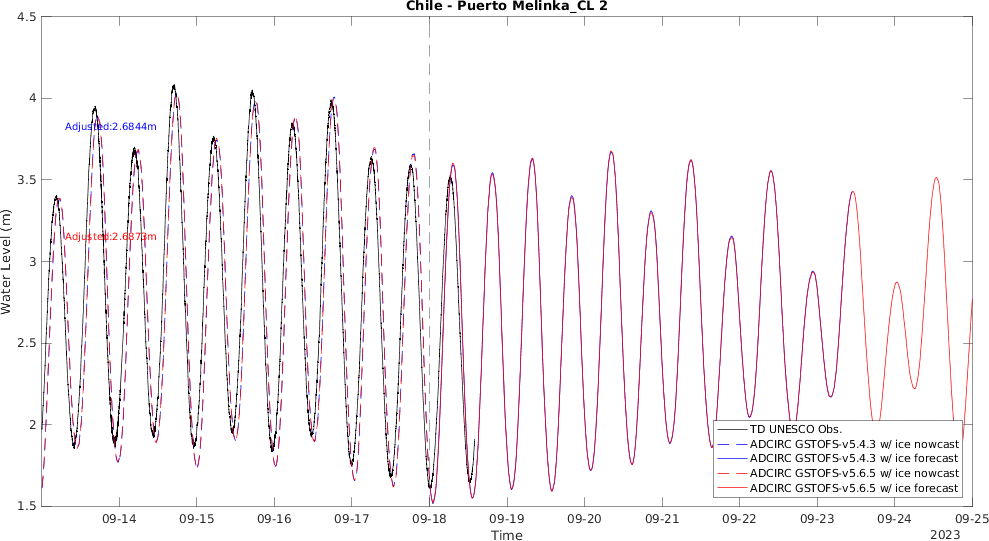 Chile - Puerto Melinka_CL 2
4.5
4
3.5
3
2.5
2
1.5
Water Level (m)
Adjusted:2.6844m
Adjusted:2.6873m
TD UNESCO Obs.
ADCIRC GSTOFS-v5.4.3 w/ ice nowcast
ADCIRC GSTOFS-v5.4.3 w/ ice forecast
ADCIRC GSTOFS-v5.6.5 w/ ice nowcast
ADCIRC GSTOFS-v5.6.5 w/ ice forecast
09-14 09-15 09-16 09-17 09-18 09-19 09-20 09-21 09-22 09-23 09-24 09-25
Time
2023